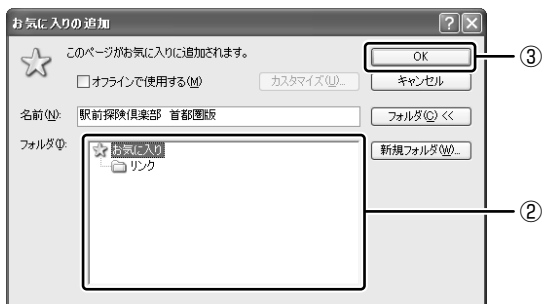 お気に入りの追加
このページがお気に入りに追加されます。
OK
③
オフラインで使用する(M)
カスタマイズ(U)...
キャンセル
名前(N):
駅前探険倶楽部 首都圏版
フォルダ(C) <<
フォルダ(I):
お気に入り
新規フォルダ(W)...
リンク
②